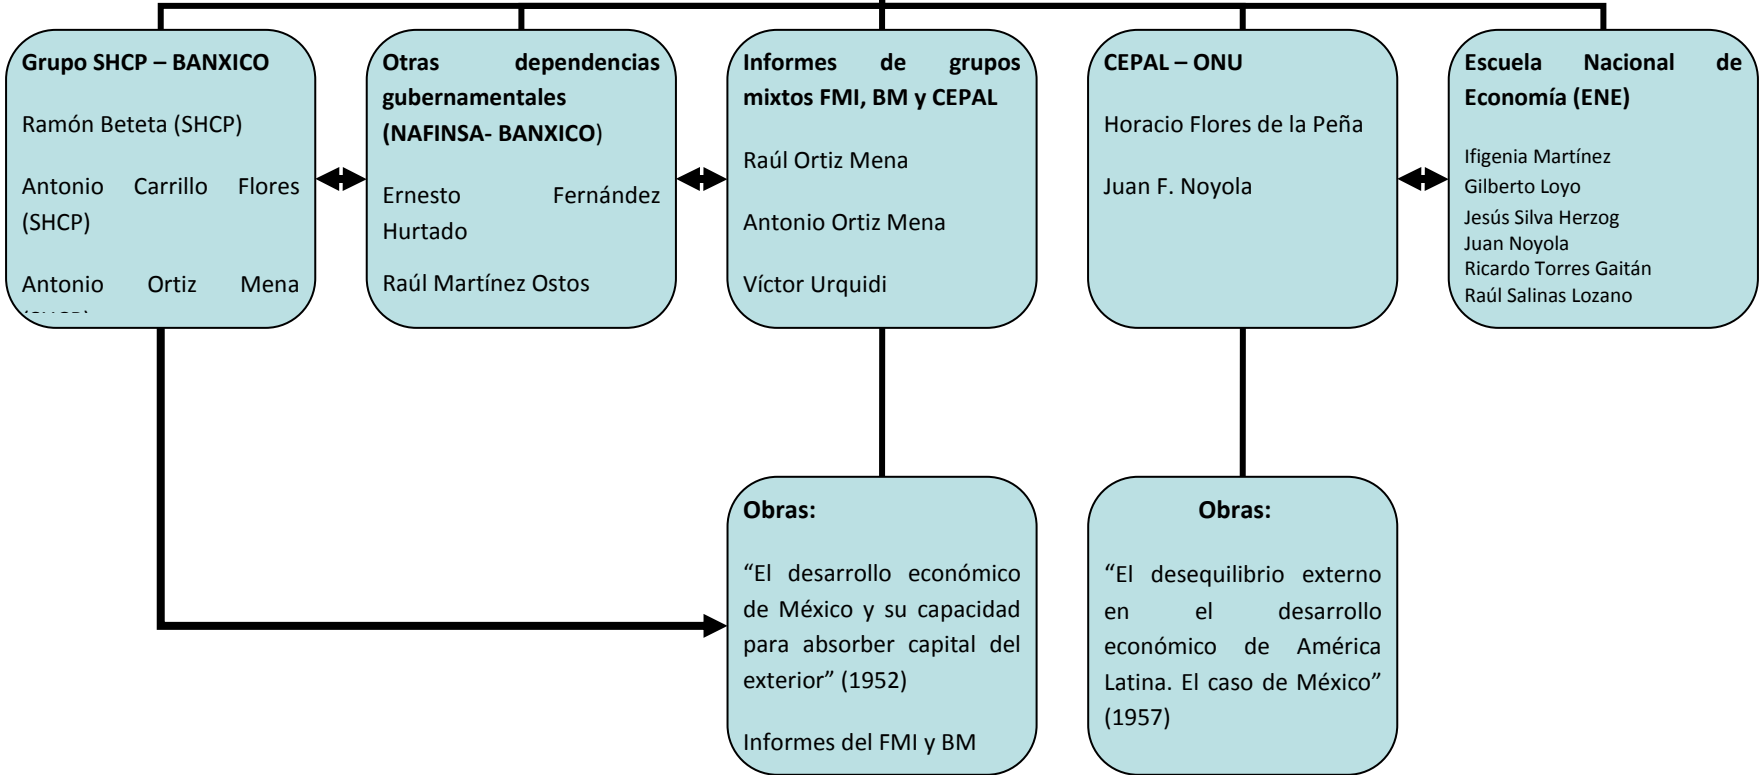 Grupo SHCP – BANXICO
Ramón Beteta (SHCP)
Antonio Carrillo Flores
(SHCP)
Antonio Ortiz Mena
Otras dependencias
gubernamentales
(NAFINSA- BANXICO)
Ernesto Fernández
Hurtado
Raúl Martínez Ostos
Informes de grupos
mixtos FMI, BM y CEPAL
Raúl Ortiz Mena
Antonio Ortiz Mena
Víctor Urquidi
CEPAL – ONU
Horacio Flores de la Peña
Juan F. Noyola
Escuela Nacional de
Economía (ENE)
Ifigenia Martínez
Gilberto Loyo
Jesús Silva Herzog
Juan Noyola
Ricardo Torres Gaitán
Raúl Salinas Lozano
Obras:
“El desarrollo económico
de México y su capacidad
para absorber capital del
exterior” (1952)
Informes del FMI y BM
Obras:
“El desequilibrio externo
en el desarrollo
económico de América
Latina. El caso de México”
(1957)